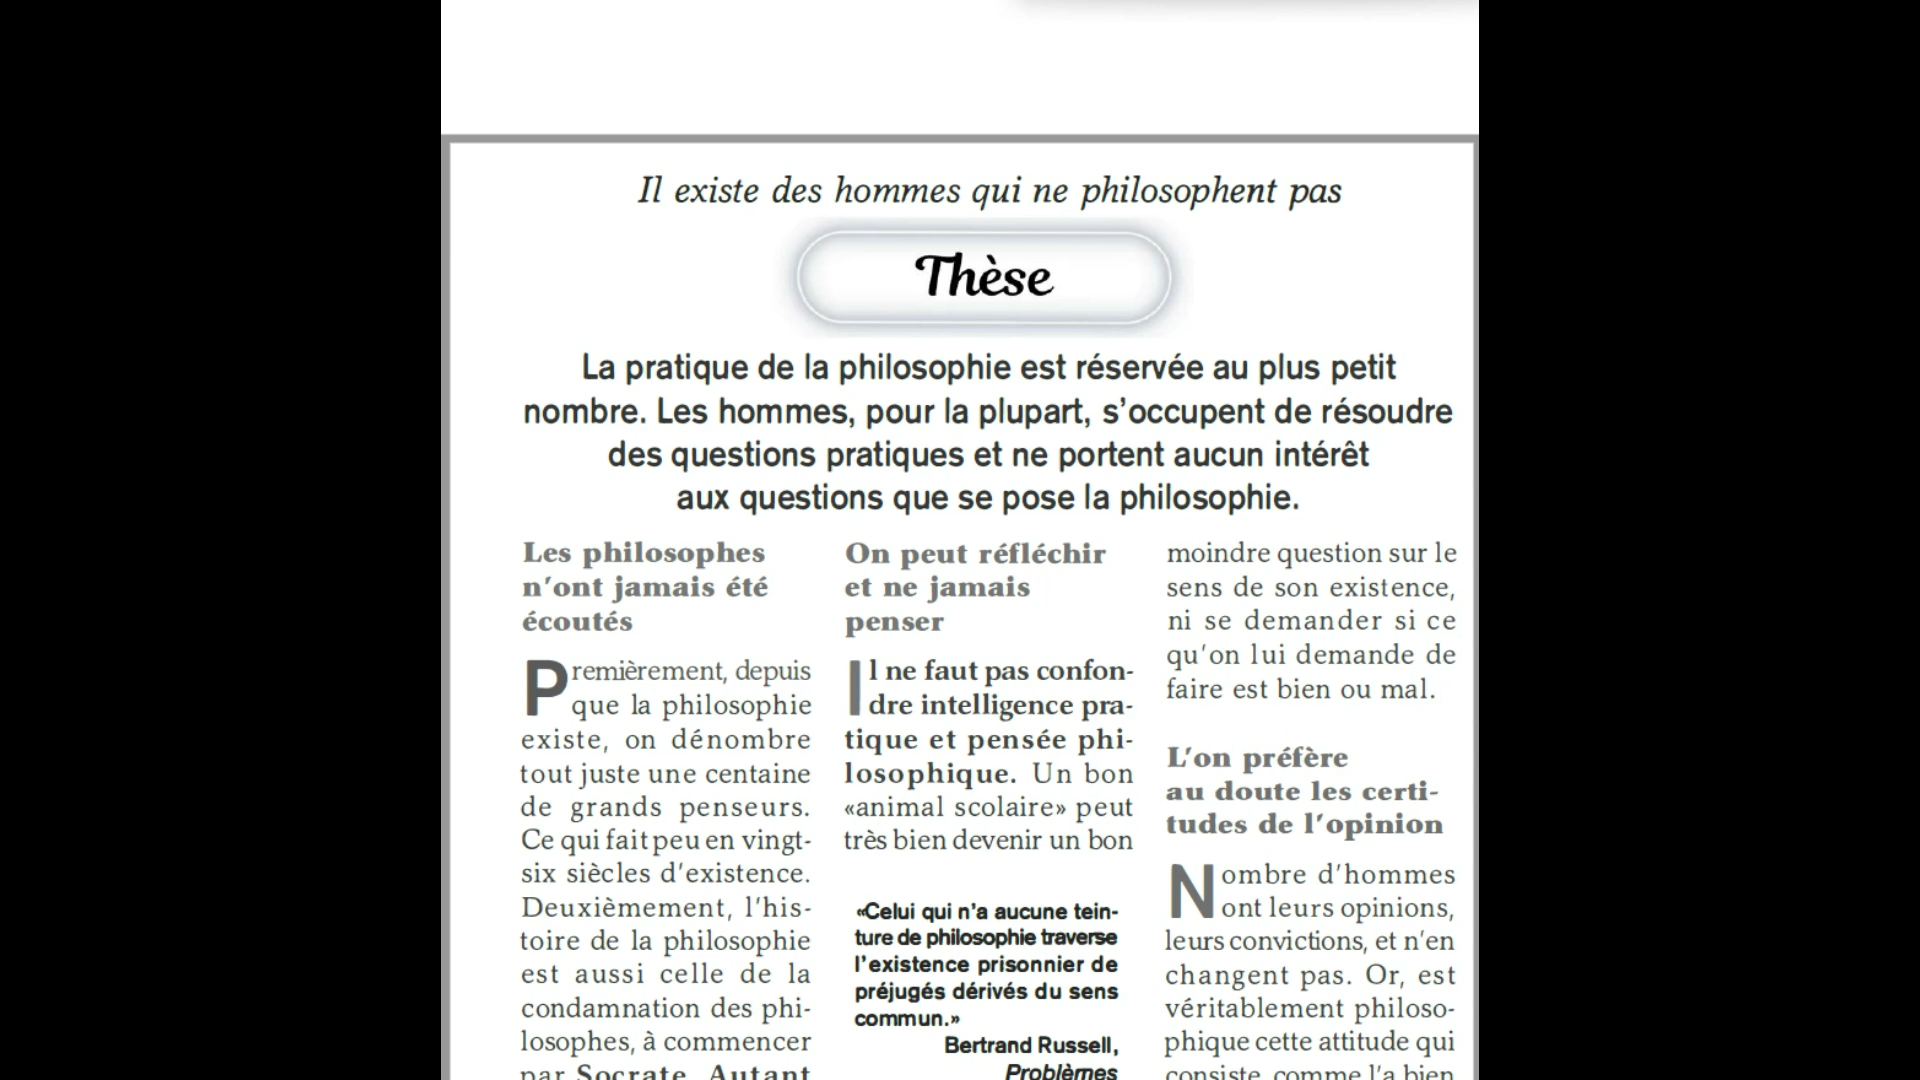 Il existe des hommes qui ne philosophent pas
Thèse
La pratique de la philosophie est réservée au plus petit
nombre. Les hommes, pour la plupart, s'occupent de résoudre
des questions pratiques et ne portent aucun intérêt
aux questions que se pose la philosophie.
Les philosophes
n'ont jamais été
écoutés
Premièrement, depuis
que la philosophie
existe, on dénombre
tout juste une centaine
de grands penseurs.
Ce qui fait peu en vingt-
six siècles d'existence.
Deuxièmement, l'his-
toire de la philosophie
est aussi celle de la
condamnation des phi-
losophes, à commencer
par Socrate. Autant
On peut réfléchir
et ne jamais
penser
Il ne faut pas confon-
dre intelligence pra-
tique et pensée phi-
losophique. Un bon
«animal scolaire» peut
très bien devenir un bon
«Celui qui n'a aucune tein-
ture de philosophie traverse
l'existence prisonnier de
préjugés dérivés du sens
commun.»
Bertrand Russell,
Problèmes
moindre question sur le
sens de son existence,
ni se demander si ce
qu'on lui demande de
faire est bien ou mal.
L'on préfère
au doute les certi-
tudes de l'opinion
Nombre d'hommes
ont leurs opinions,
leurs convictions, et n'en
changent pas. Or, est
véritablement philoso-
phique cette attitude qui
consiste, comme l'a bien